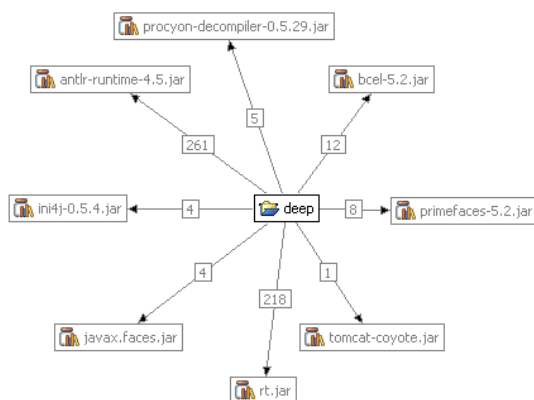 procyon-decompiler-0.5.29.jar
antlr-runtime-4.5.jar
bcel-5.2.jar
5
261
12
ini4j-0.5.4.jar
4
deep
8
primefaces-5.2.jar
4
1
218
javax.faces.jar
tomcat-coyote.jar
rt.jar